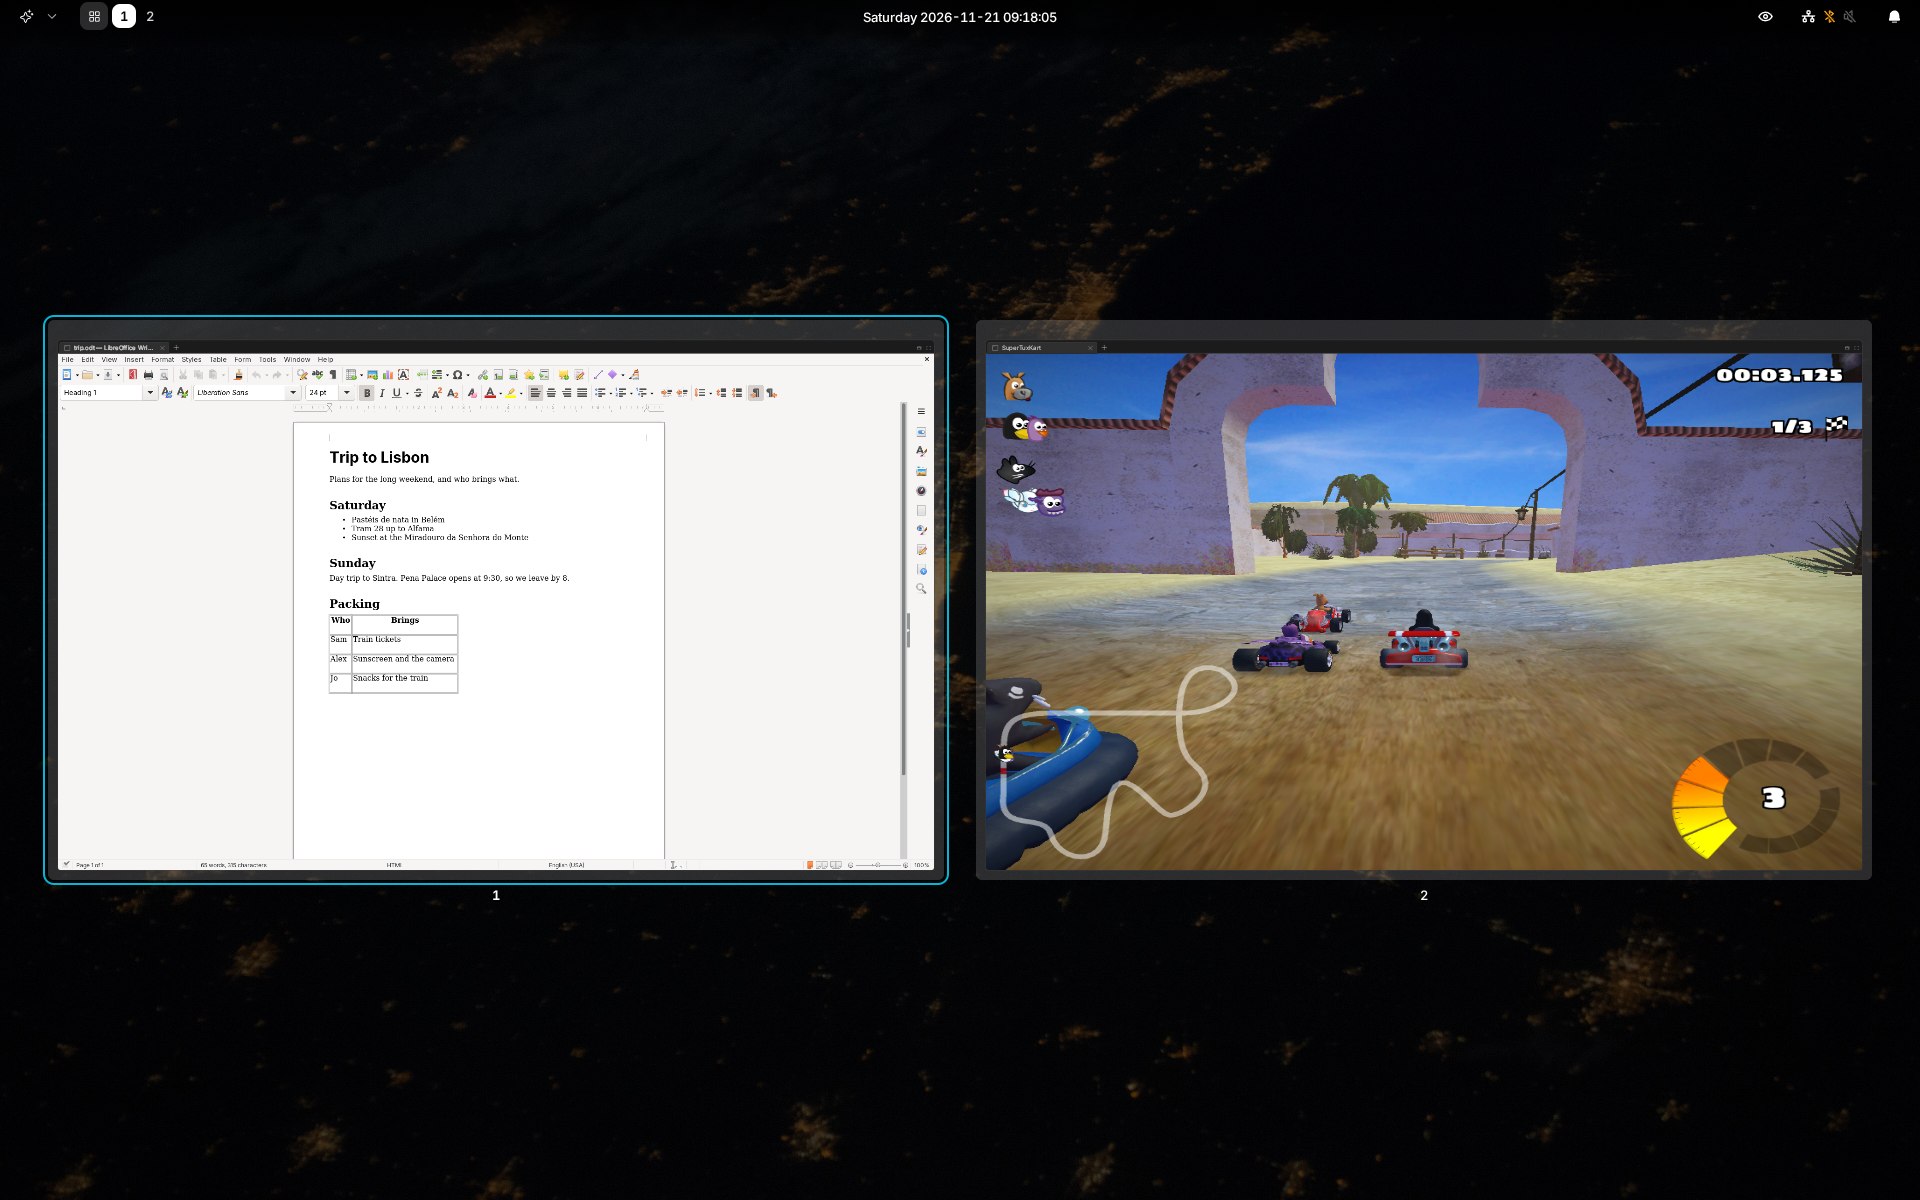 1 2
Saturday 2026-11-21 09:18:05
trip.odt — LibreOffice Wri...
File Edit View Insert Format Styles Table Form Tools Window Help
Heading 1
Liberation Sans
24 pt
Trip to Lisbon
Plans for the long weekend, and who brings what.
Saturday
• Pastéis de nata in Belém
• Tram 28 up to Alfama
• Sunset at the Miradouro da Senhora do Monte
Sunday
Day trip to Sintra. Pena Palace opens at 9:30, so we leave by 8.
Packing
Who Brings
Sam Train tickets
Alex Sunscreen and the camera
Jo Snacks for the train
Page 1 of 1
65 words, 315 characters
HTML
English (USA)
100%
1
SuperTuxKart
00:03.125
1/3
3
2